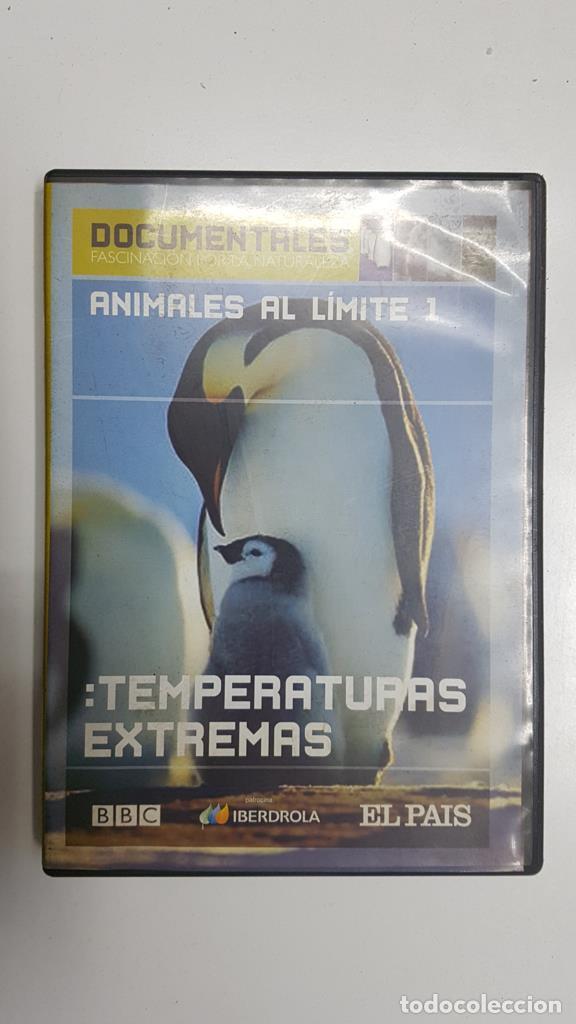 DOCUMENTALES
FASCINACIÓN POR LA NATURALEZA
ANIMALES AL LÍMITE 1
:TEMPERATURAS
EXTREMAS
BBC
patrocina
IBERDROLA
EL PAIS
todocoleccion